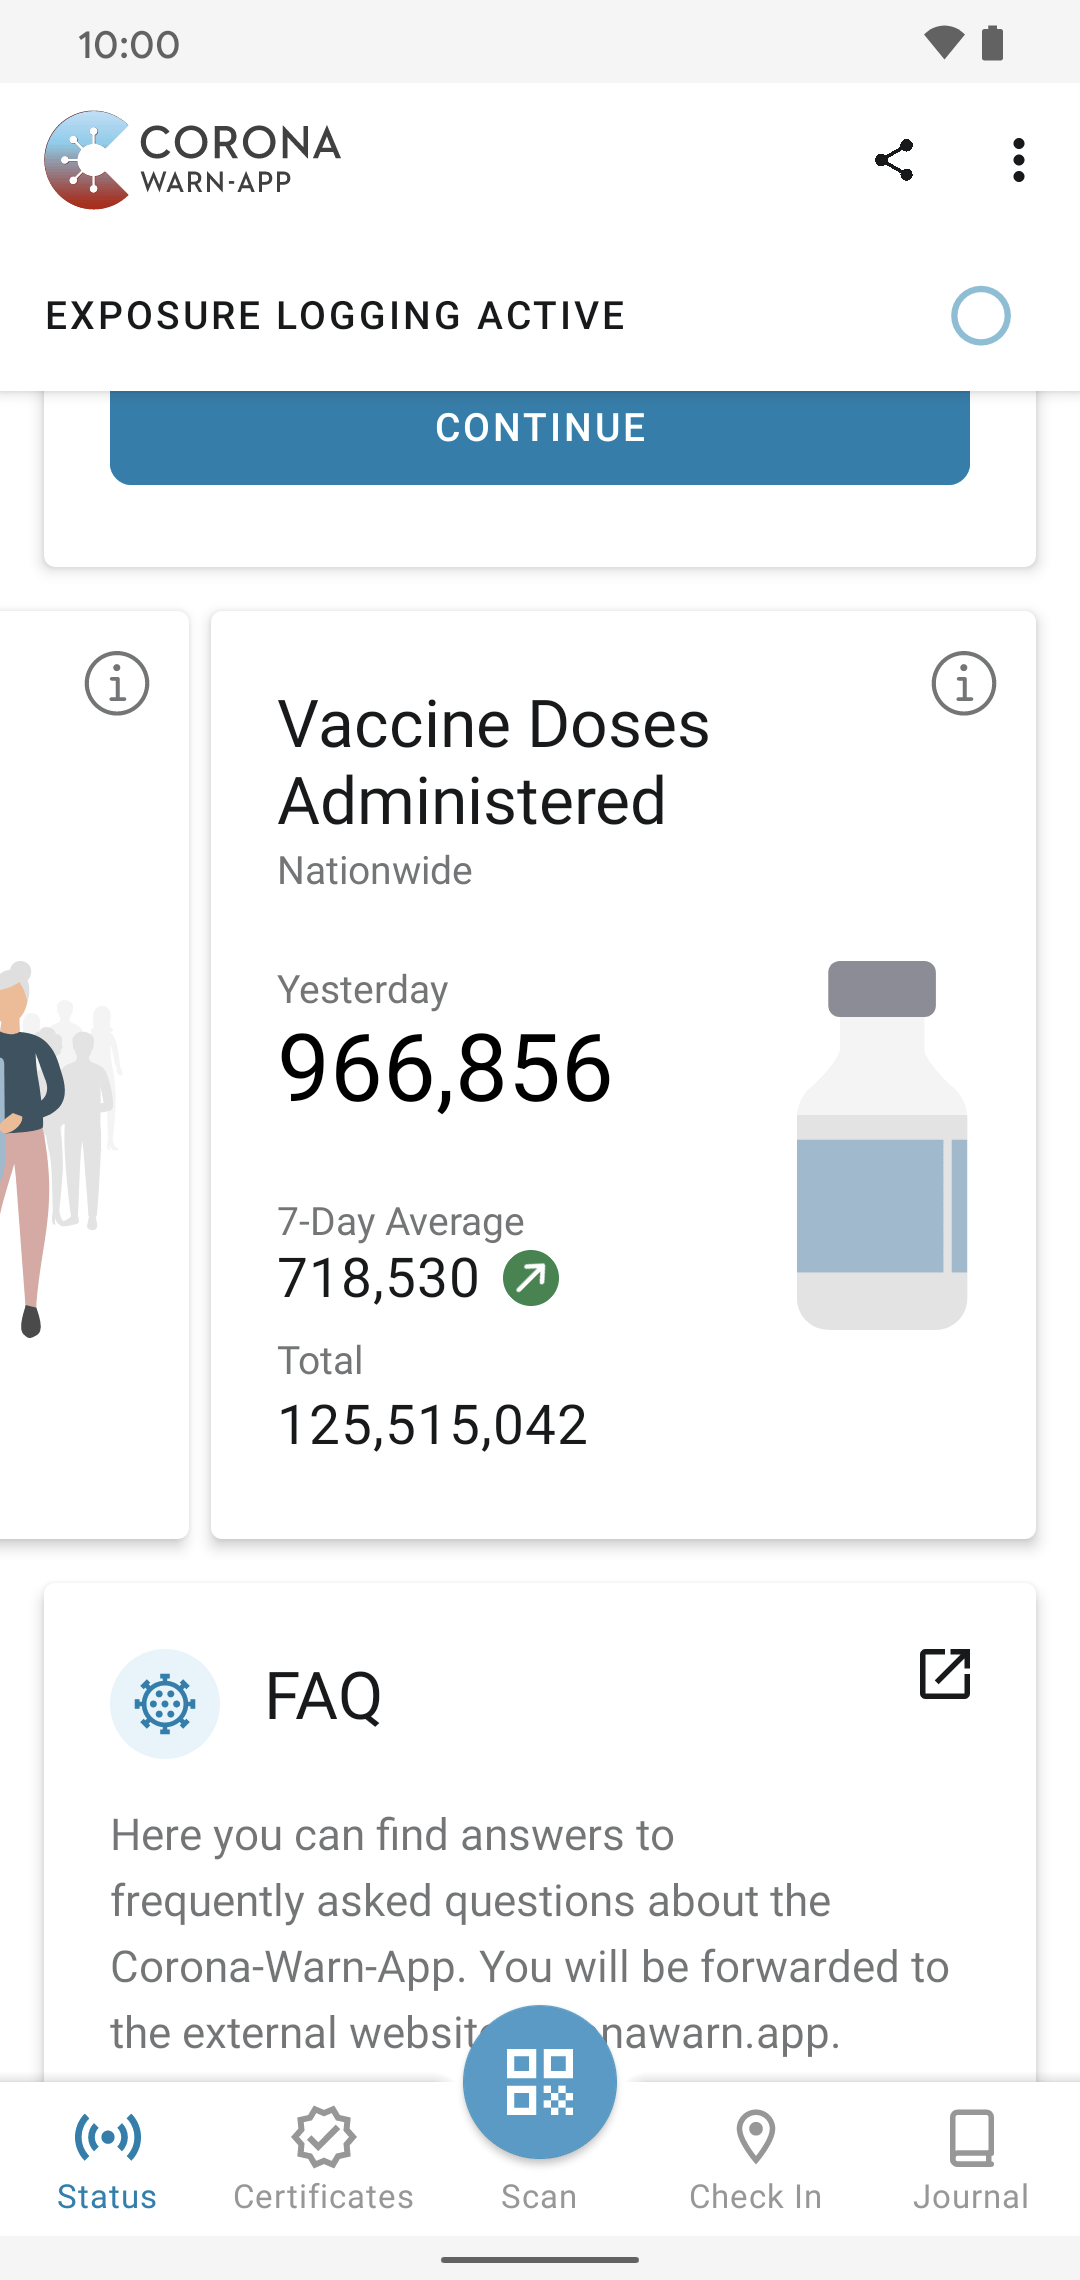 10:00
CORONA
WARN-APP
EXPOSURE LOGGING ACTIVE
CONTINUE
Vaccine Doses
Administered
Nationwide
Yesterday
966,856
7-Day Average
718,530
Total
125,515,042
FAQ
Here you can find answers to
frequently asked questions about the
Corona-Warn-App. You will be forwarded to
the external nawarn.app.
Status
Certificates
Scan
Check In
Journal